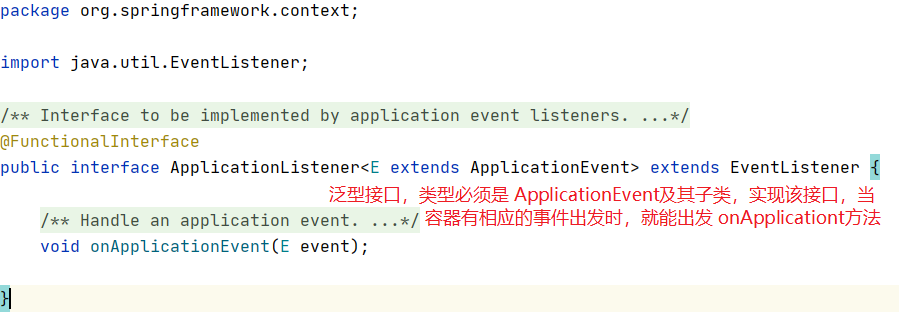 package org.springframework.context;
import java.util.EventListener;
/** Interface to be implemented by application event listeners. ...*/
@FunctionalInterface
public interface ApplicationListener<E extends ApplicationEvent> extends EventListener {
泛型接口，类型必须是 ApplicationEvent及其子类，实现该接口，当
/** Handle an application event. ...*/ 容器有相应的事件出发时，就能出发 onApplicationt方法
void onApplicationEvent(E event);
}